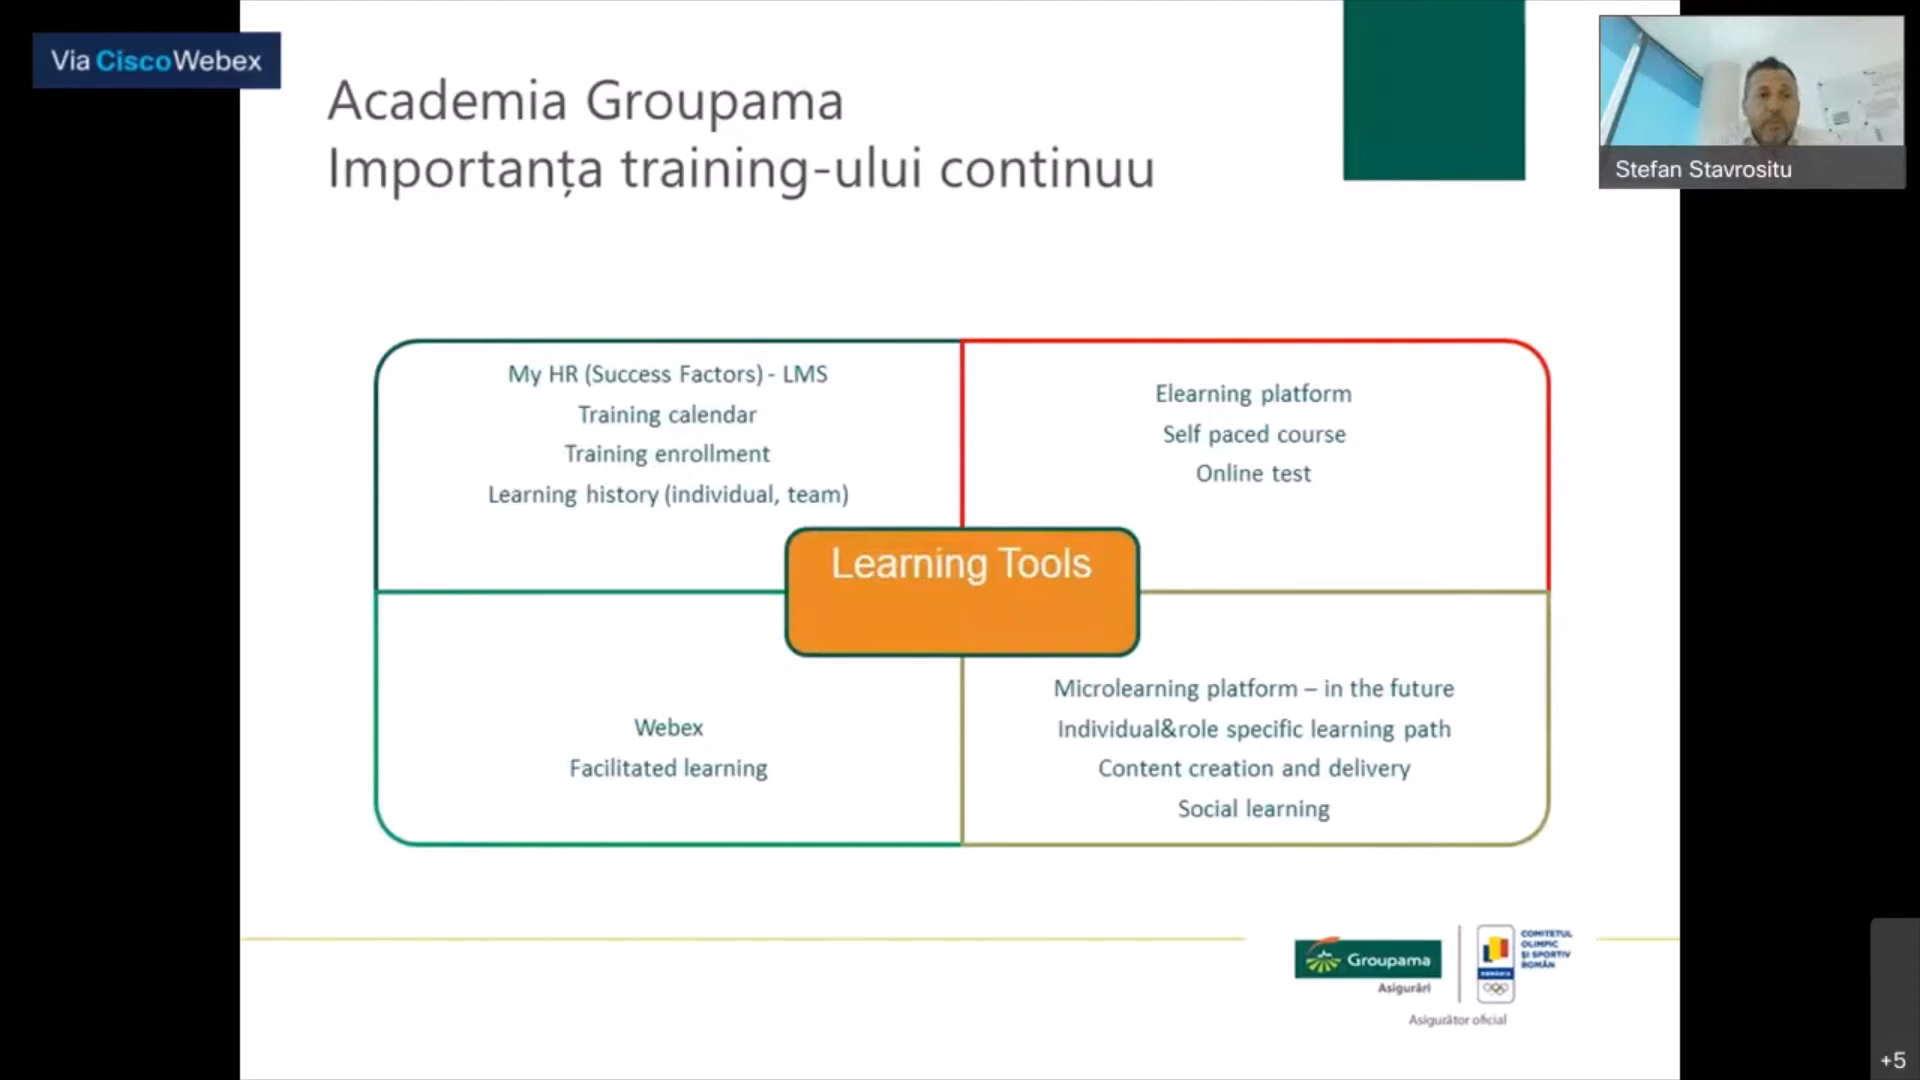 Via CiscoWebex
Academia Groupama
Importanța training-ului continuu
Stefan Stavrositu
My HR (Success Factors) - LMS
Training calendar
Training enrollment
Learning history (individual, team)
Elearning platform
Self paced course
Online test
Learning Tools
Webex
Facilitated learning
Microlearning platform – in the future
Individual&role specific learning path
Content creation and delivery
Social learning
Groupama
Asigurări
COMITETUL
OLIMPIC
ȘI SPORTIV
ROMÂN
ROMÂNIA
Asigurător oficial
+5